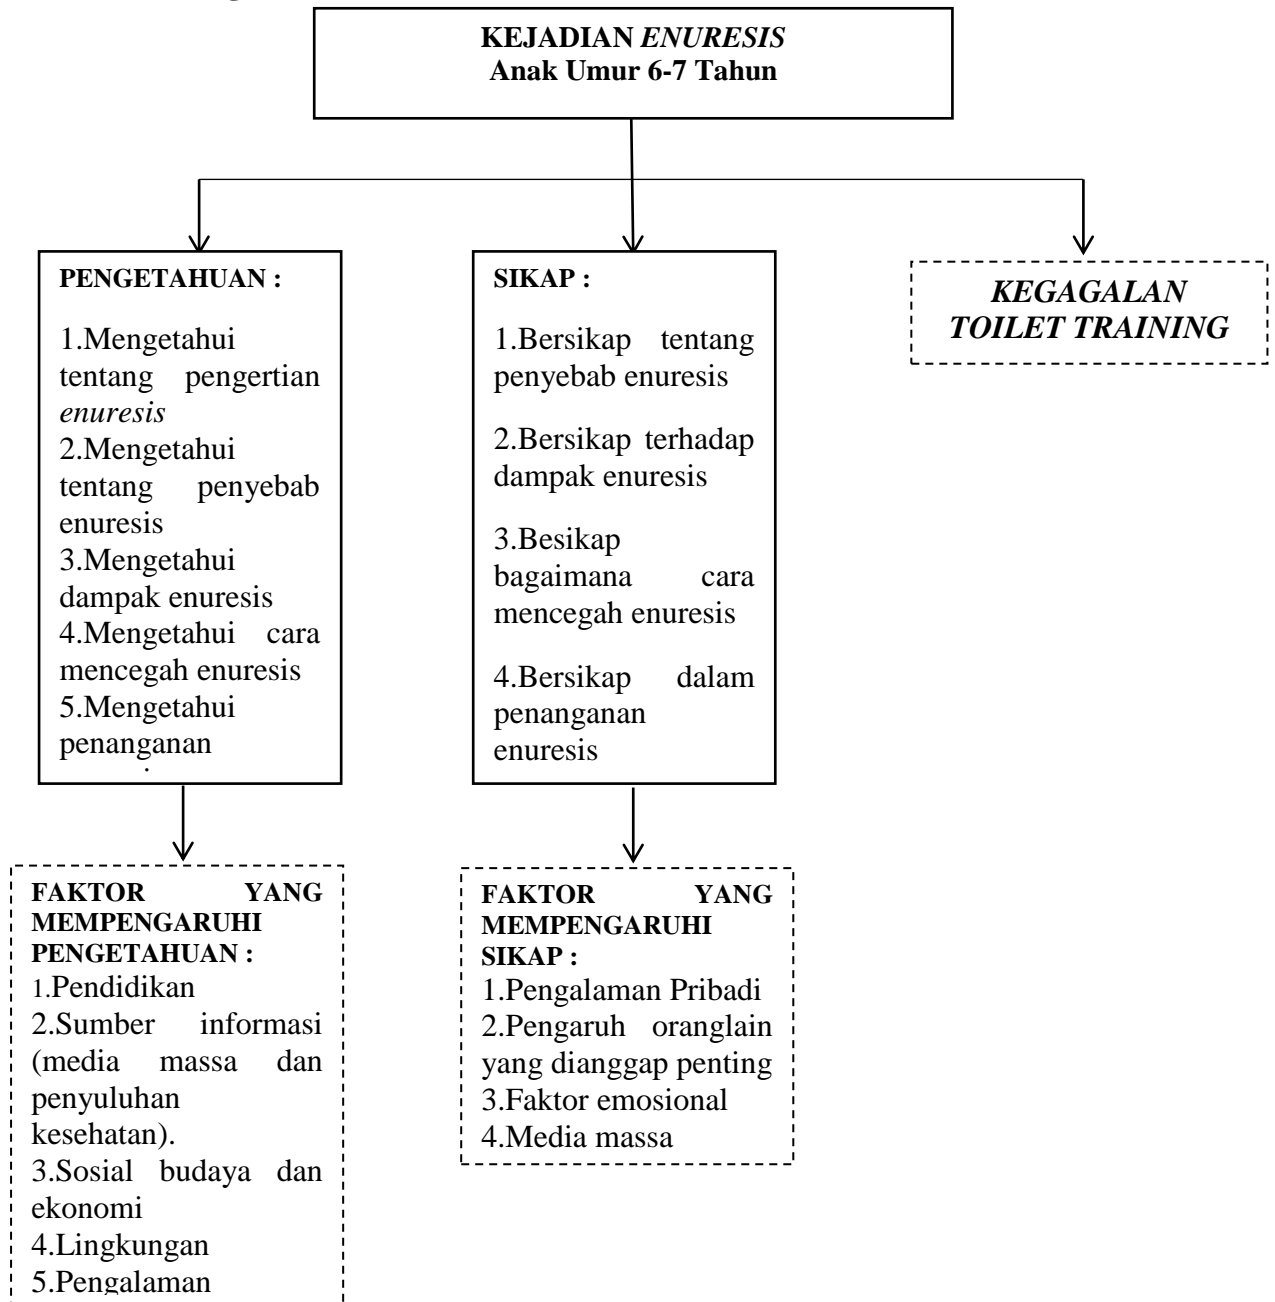 KEJADIAN ENURESIS
Anak Umur 6-7 Tahun
PENGETAHUAN :
1.Mengetahui
tentang pengertian
enuresis
2.Mengetahui
tentang penyebab
enuresis
3.Mengetahui
dampak enuresis
4.Mengetahui cara
mencegah enuresis
5.Mengetahui
penanganan
SIKAP :
1.Bersikap tentang
penyebab enuresis
2.Bersikap terhadap
dampak enuresis
3.Besikap
bagaimana cara
mencegah enuresis
4.Bersikap dalam
penanganan
enuresis
KEGAGALAN
TOILET TRAINING
FAKTOR YANG
MEMPENGARUHI
PENGETAHUAN :
1.Pendidikan
2.Sumber informasi
(media massa dan
penyuluhan
kesehatan).
3.Sosial budaya dan
ekonomi
4.Lingkungan
5.Pengalaman
FAKTOR YANG
MEMPENGARUHI
SIKAP :
1.Pengalaman Pribadi
2.Pengaruh oranglain
yang dianggap penting
3.Faktor emosional
4.Media massa